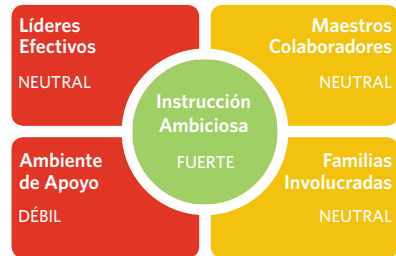 Líderes
Efectivos
NEUTRAL
Maestros
Colaboradores
NEUTRAL
Instrucción
Ambiciosa
FUERTE
Ambiente
de Apoyo
DÉBIL
Familias
Involucradas
NEUTRAL